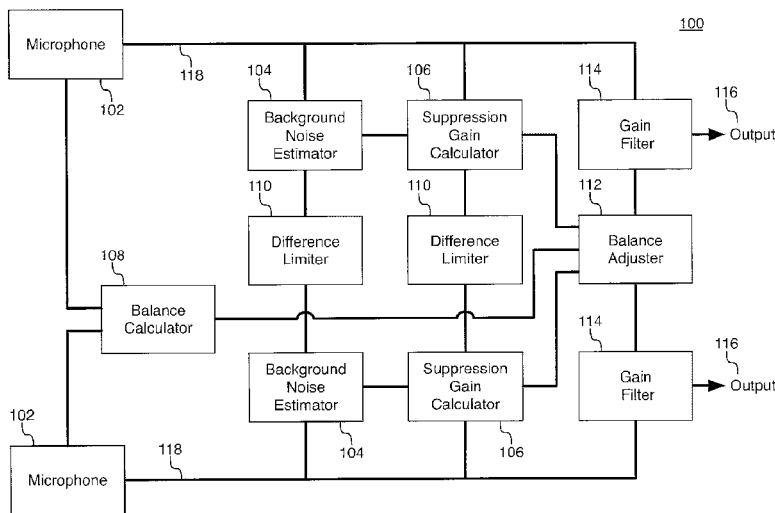 100
Microphone
118
102
104
Background
Noise
Estimator
106
Suppression
Gain
Calculator
114
Gain
Filter
116
Output
110
Difference
Limiter
110
Difference
Limiter
112
Balance
Adjuster
108
Balance
Calculator
Background
Noise
Estimator
104
Suppression
Gain
Calculator
106
114
Gain
Filter
116
Output
102
Microphone
118